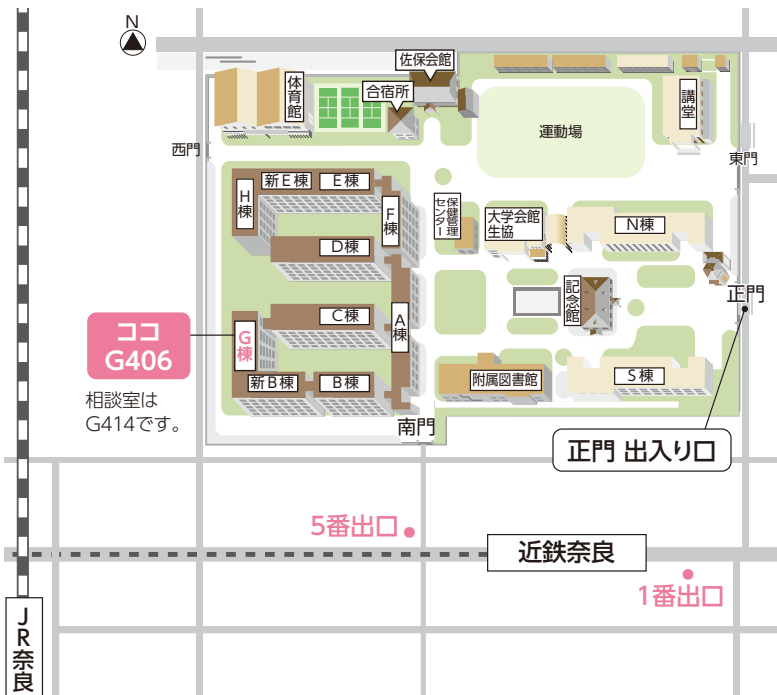 N
佐保会館
体育館
合宿所
講堂
運動場
西門
東門
新E棟
E棟
H棟
F棟
保健管理
センター
大学会館
生協
N棟
D棟
記念館
正門
ココ
G406
G棟
C棟
A棟
相談室は
G414です。
新B棟
B棟
附属図書館
S棟
南門
正門 出入り口
5番出口
近鉄奈良
1番出口
JR奈良